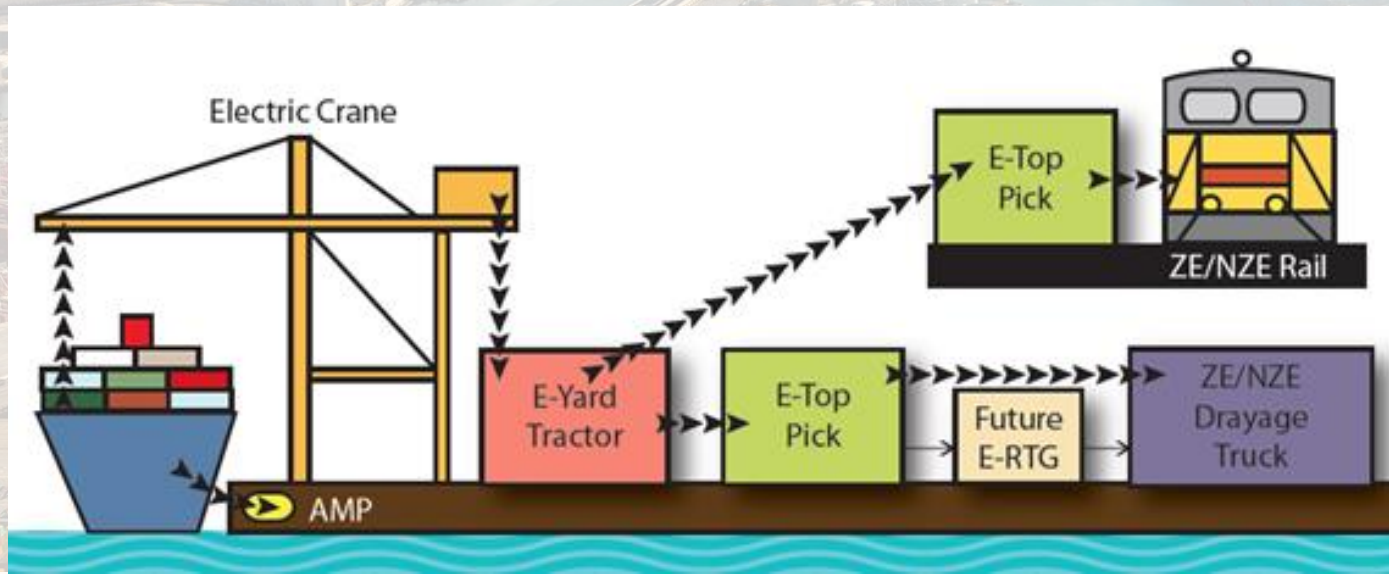 Electric Crane
E-Top
Pick
ZE/NZE Rail
E-Yard
Tractor
E-Top
Pick
Future
E-RTG
ZE/NZE
Drayage
Truck
AMP